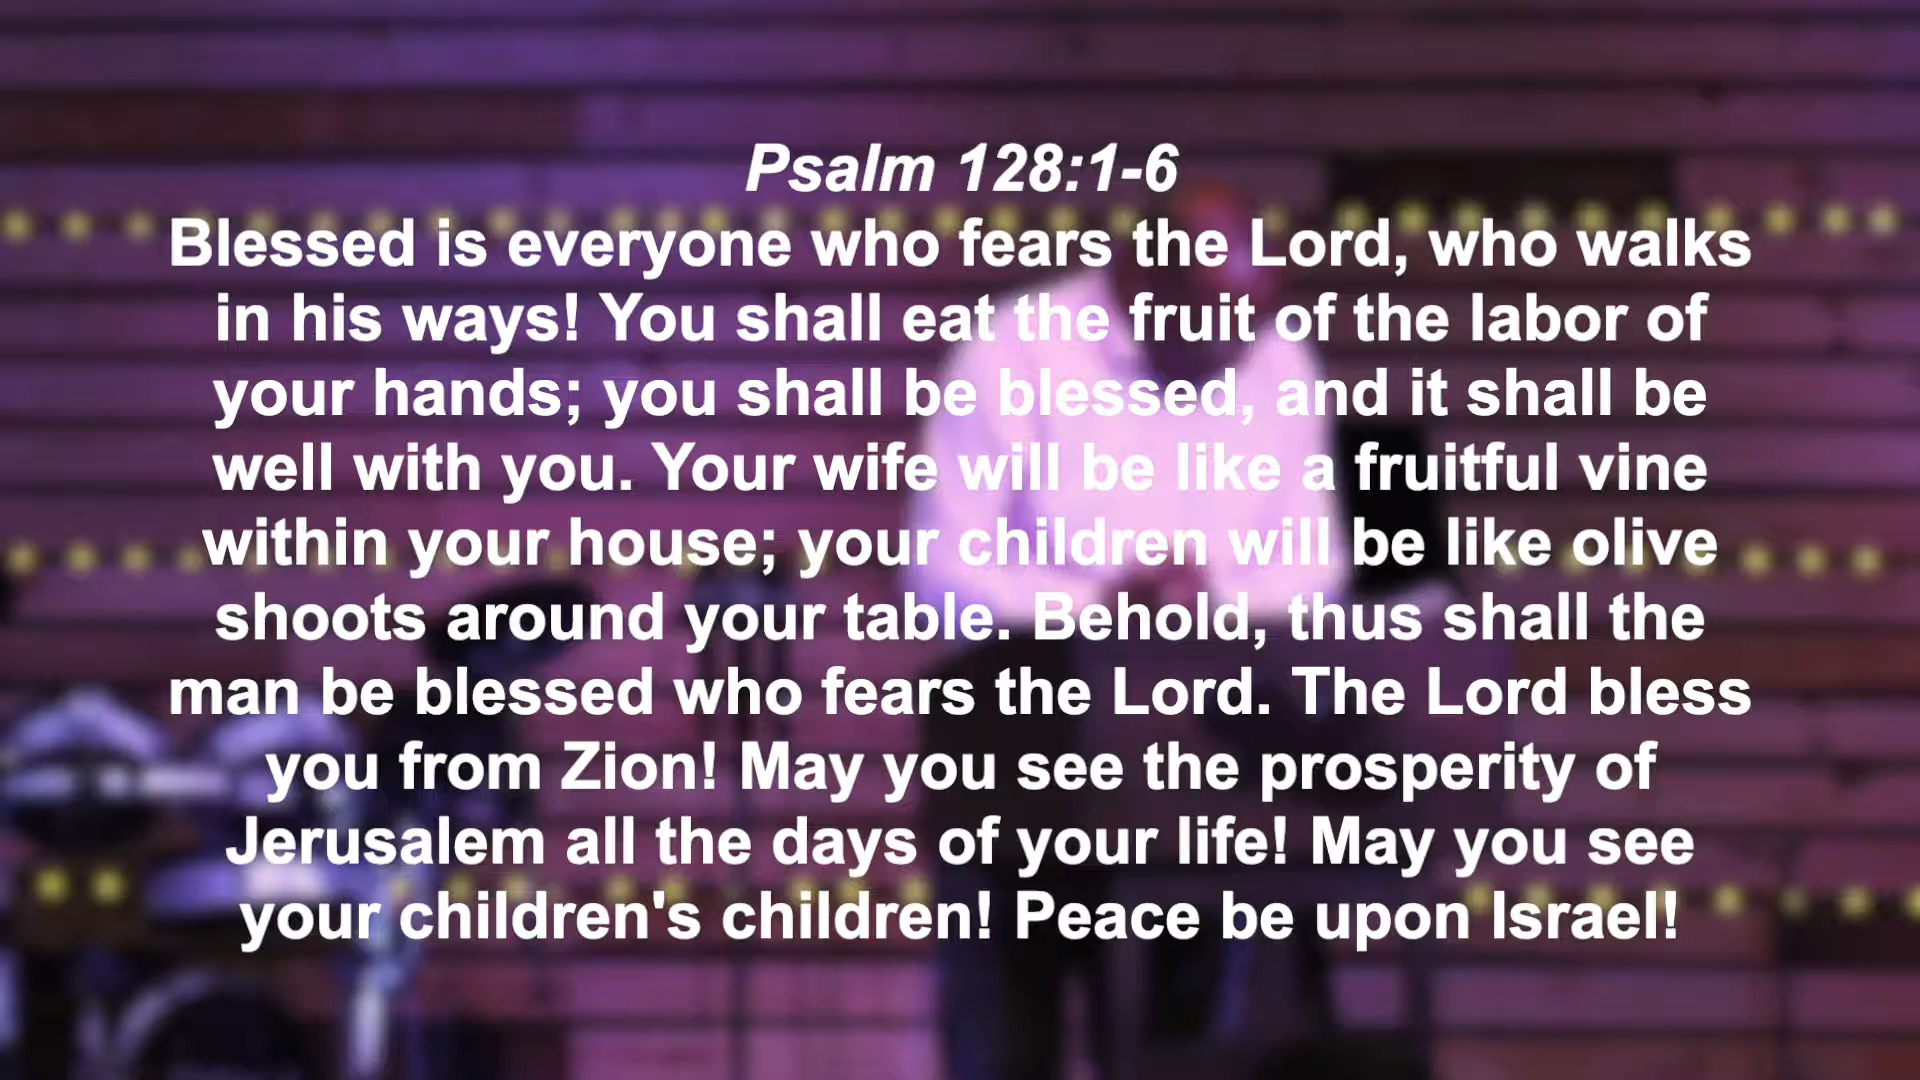 Psalm 128:1-6
Blessed is everyone who fears the Lord, who walks
in his ways! You shall eat the fruit of the labor of
your hands; you shall be blessed, and it shall be
well with you. Your wife will be like a fruitful vine
within your house; your children will be like olive
shoots around your table. Behold, thus shall the
man be blessed who fears the Lord. The Lord bless
you from Zion! May you see the prosperity of
Jerusalem all the days of your life! May you see
your children's children! Peace be upon Israel!